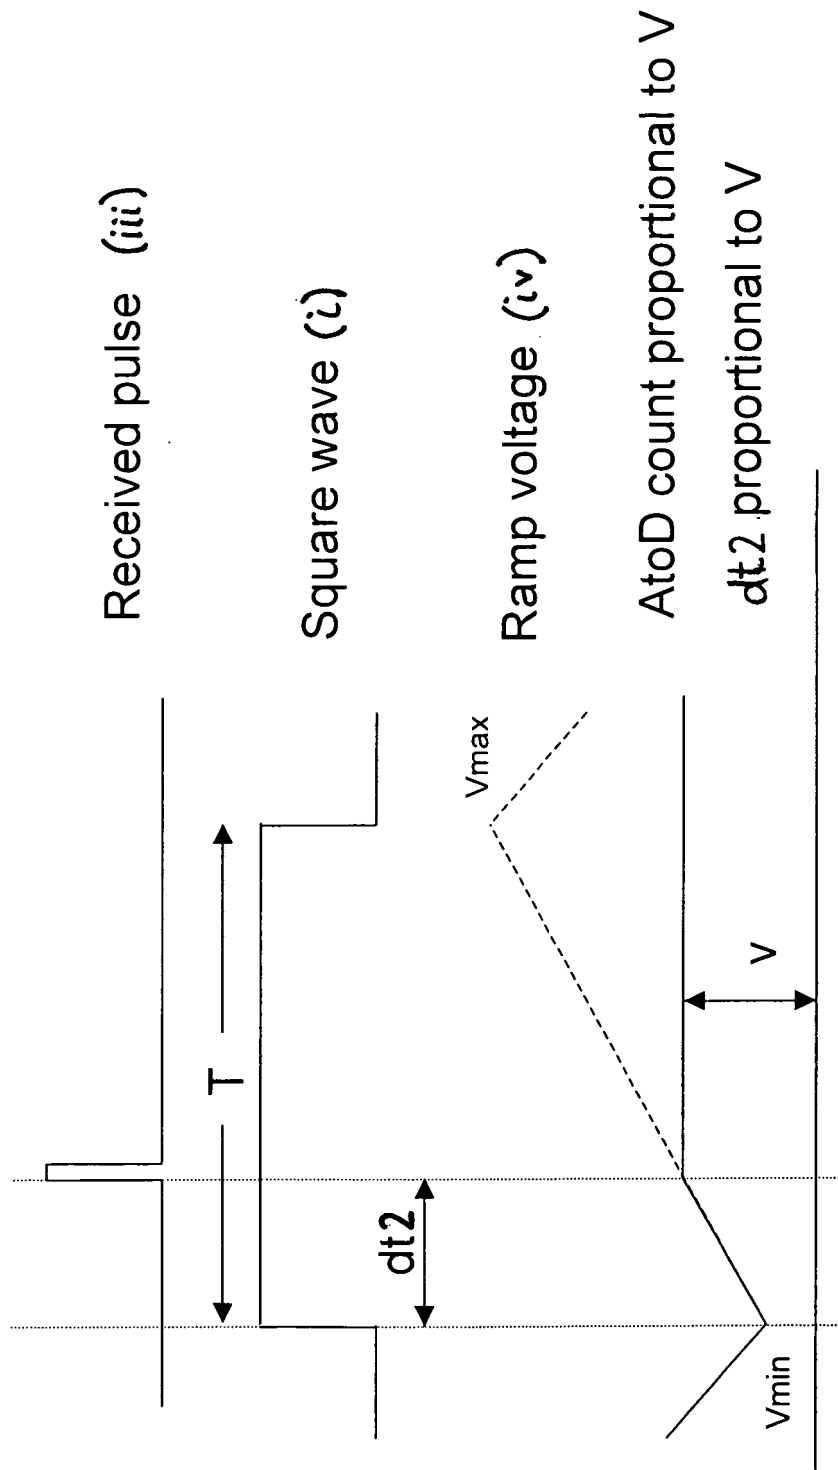 Received pulse (iii)
Square wave (i)
Ramp voltage (iv)
AtoD count proportional to V
dt2 proportional to V
T
dt2
Vmax
V
Vmin